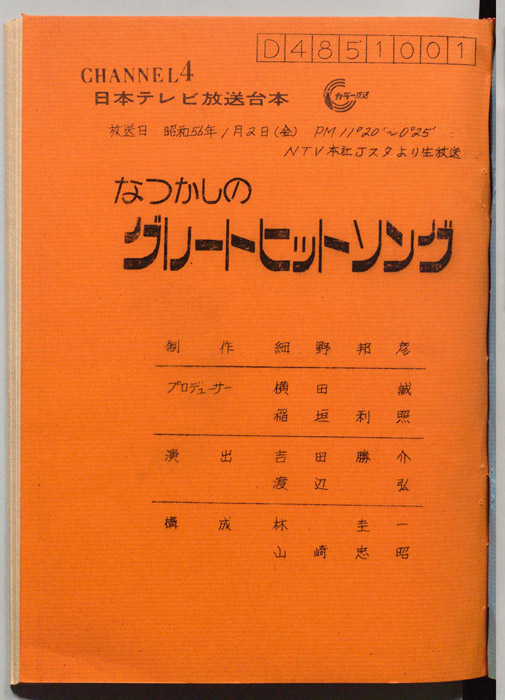 D4851001
CHANNEL4
日本テレビ放送台本
カラー放送
放送日 昭和56年1月2日(金) PM11°20'~0°25'
NTV本社Jスタより生放送
なつかしの
グレートヒットソング
制作 細野邦彦
プロデューサー 横田誠
稲垣利照
演出 吉田勝介
渡辺弘
構成 林圭一
山崎忠昭